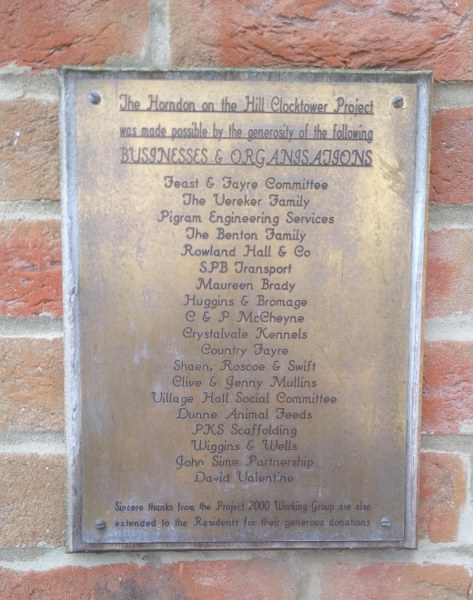 The Horndon on the Hill Clocktower Project
was made possible by the generosity of the following
BUSINESSES & ORGANISATIONS
Feast & Fayre Committee
The Vereker Family
Pigram Engineering Services
The Benton Family
Rowland Hall & Co
SPB Transport
Maureen Brady
Huggins & Bromage
C & P McCheyne
Crystalvale Kennels
Country Fayre
Shaen, Roscoe & Swift
Clive & Jenny Mullins
Village Hall Social Committee
Dunne Animal Feeds
PKS Scaffolding
Wiggins & Wells
John Sime Partnership
David Valentine
Sincere thanks from the Project 2000 Working Group are also
extended to the Residents for their generous donations